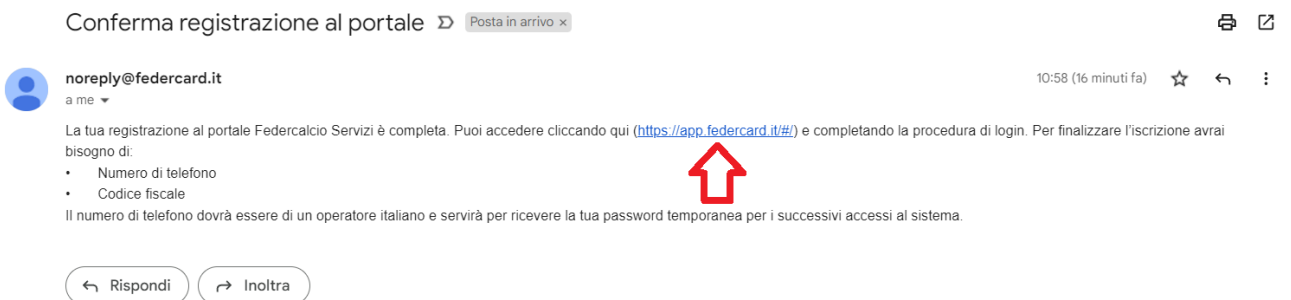 Conferma registrazione al portale Posta in arrivo ×
noreply@federcard.it 10:58 (16 minuti fa)
a me
La tua registrazione al portale Federcalcio Servizi è completa. Puoi accedere cliccando qui (https://app.federcard.it/#/) e completando la procedura di login. Per finalizzare l'iscrizione avrai
bisogno di:
• Numero di telefono
• Codice fiscale
Il numero di telefono dovrà essere di un operatore italiano e servirà per ricevere la tua password temporanea per i successivi accessi al sistema.
Rispondi Inoltra